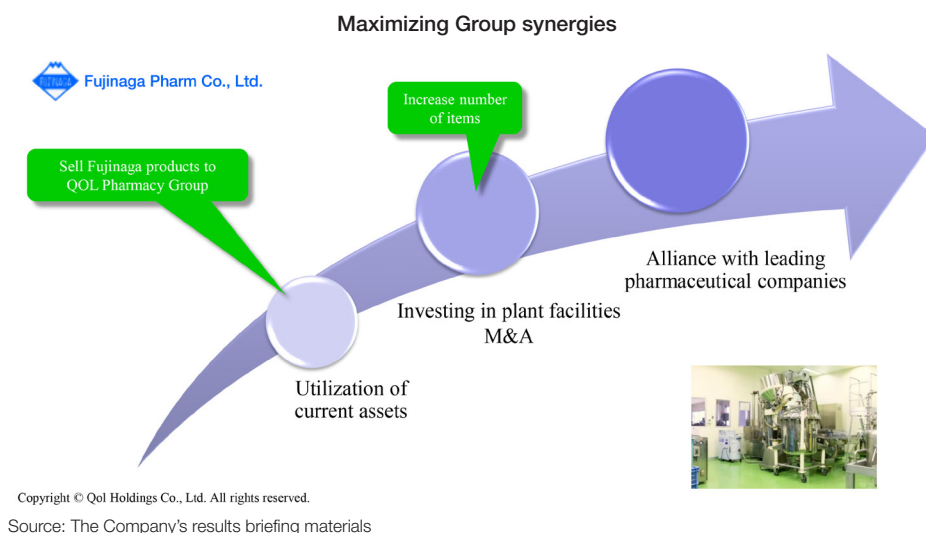 Maximizing Group synergies
FUJINAGA
Fujinaga Pharm Co., Ltd.
Increase number
of items
Sell Fujinaga products to
QOL Pharmacy Group
Alliance with leading
pharmaceutical companies
Investing in plant facilities
M&A
Utilization of
current assets
Copyright © Qol Holdings Co., Ltd. All rights reserved.
Source: The Company's results briefing materials